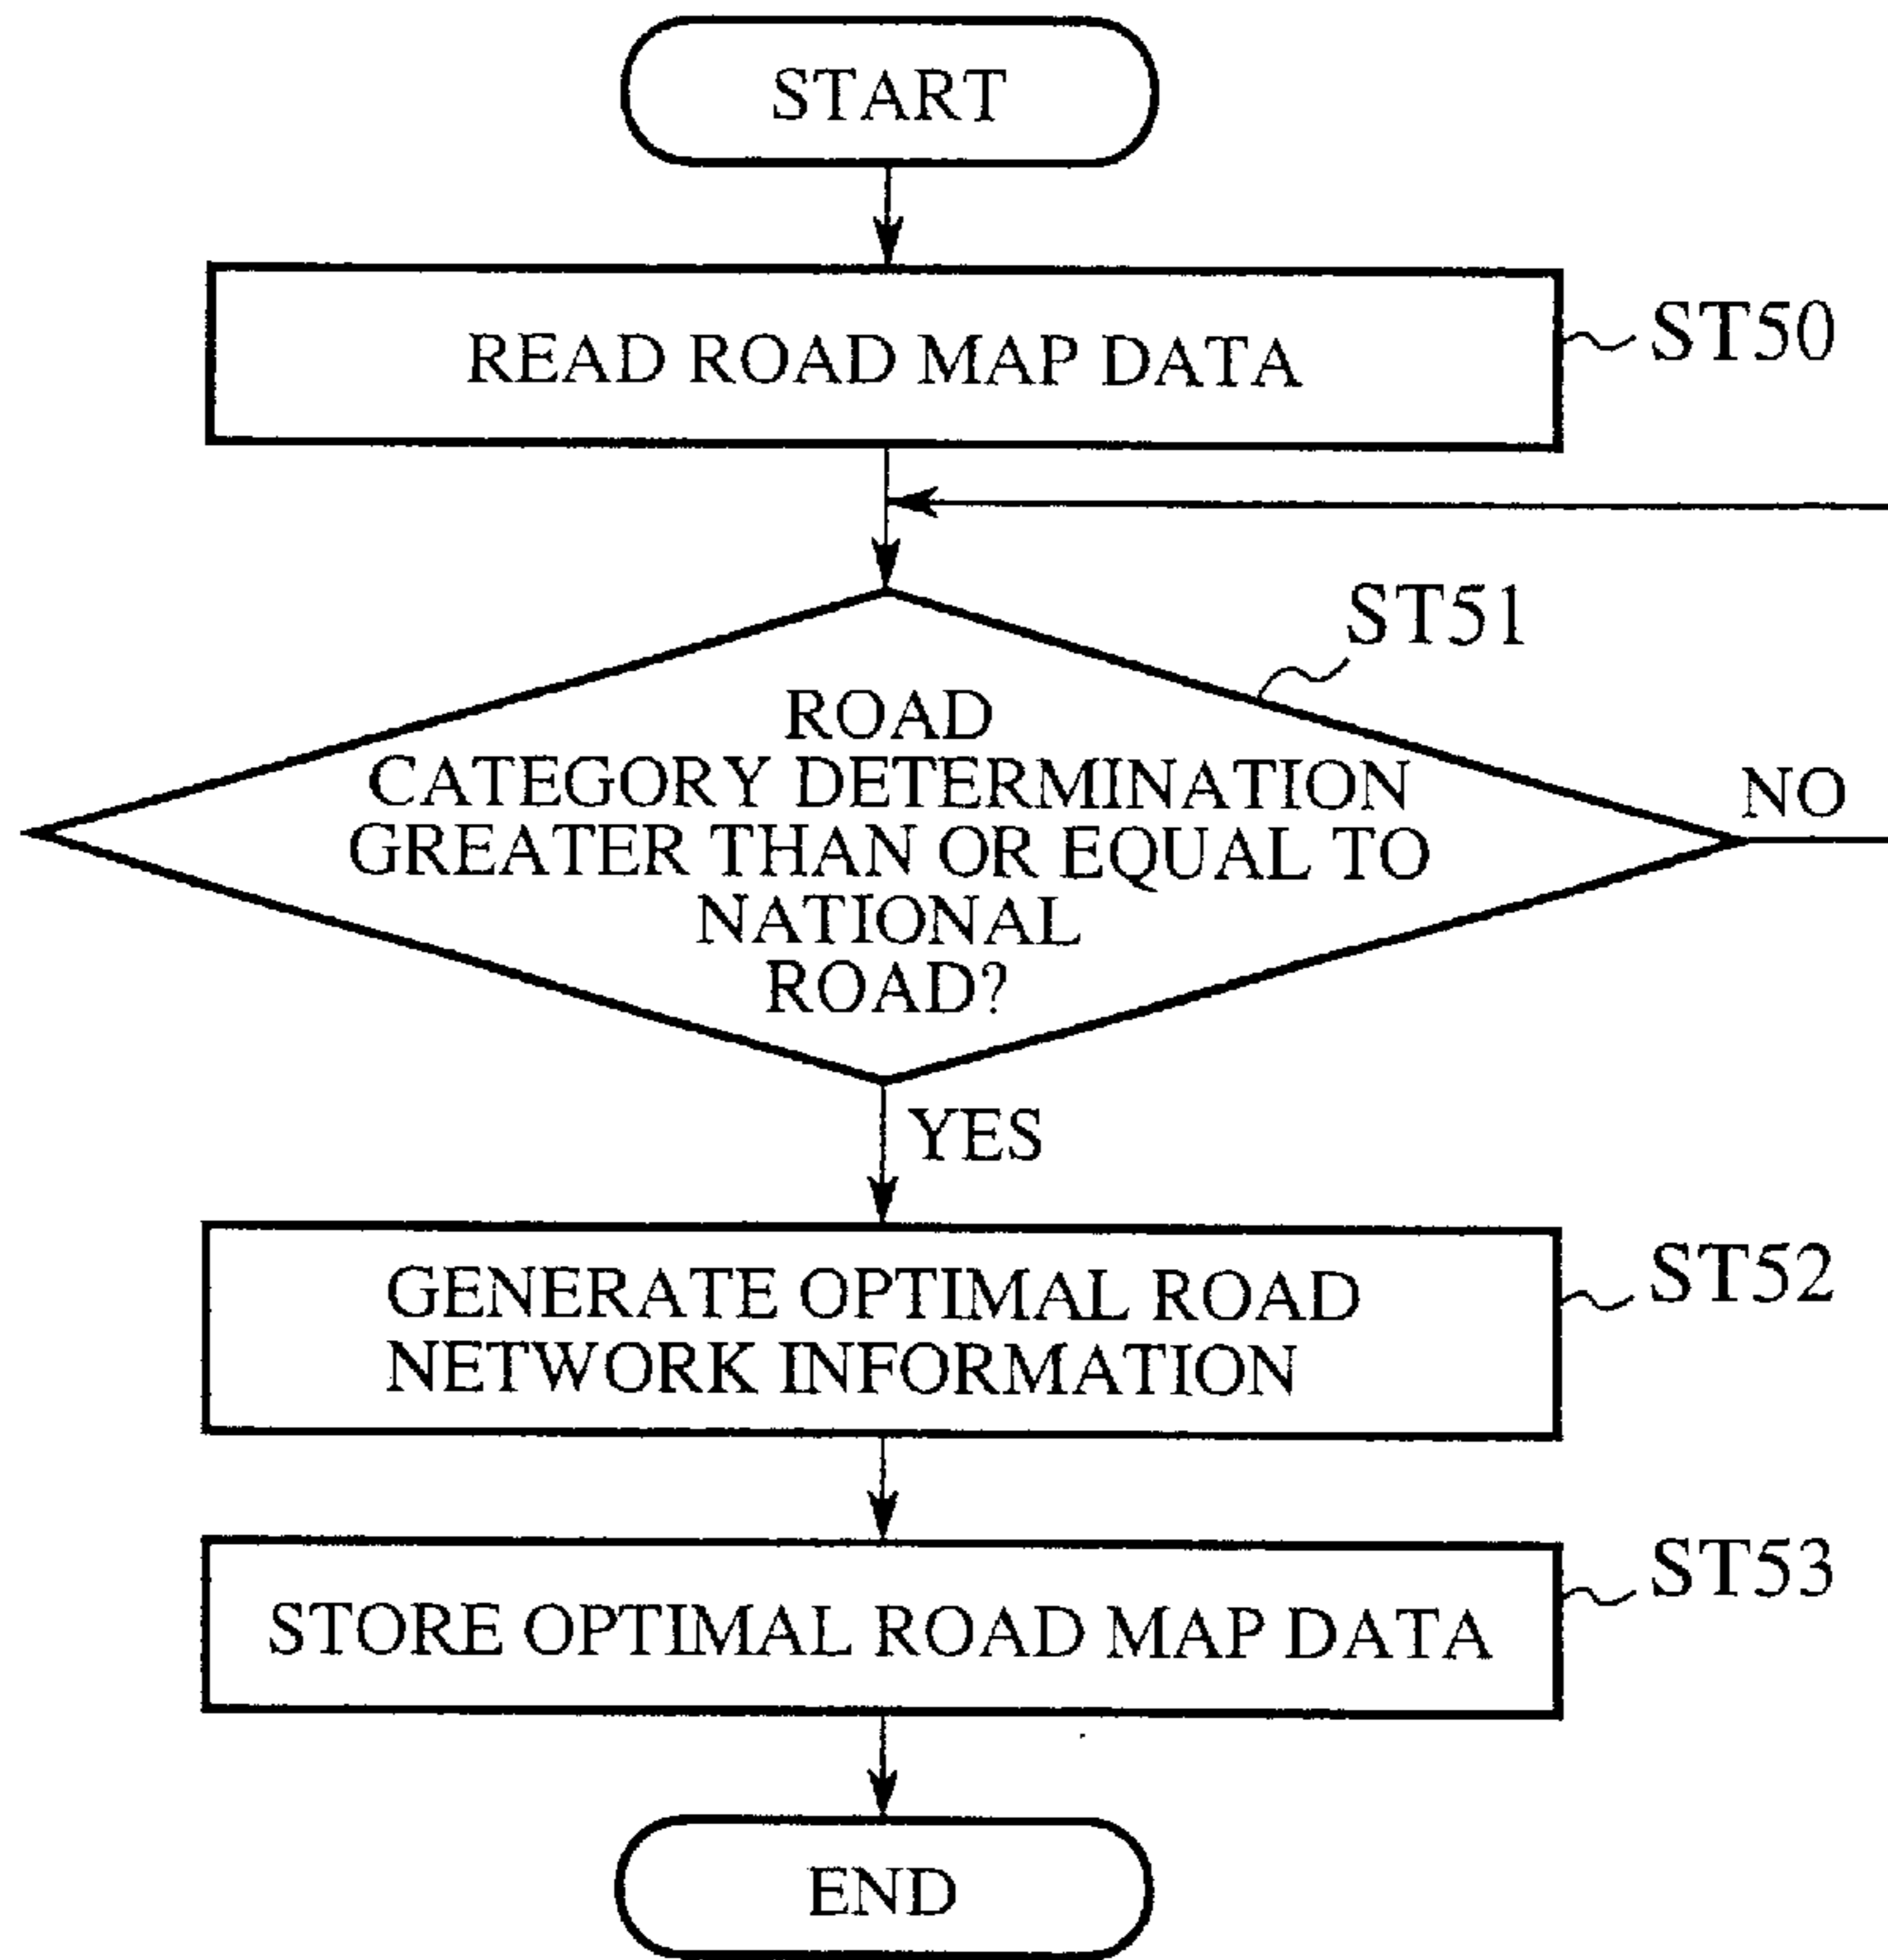 START
READ ROAD MAP DATA
ST50
ST51
ROAD
CATEGORY DETERMINATION
GREATER THAN OR EQUAL TO
NATIONAL
ROAD?
NO
YES
GENERATE OPTIMAL ROAD
NETWORK INFORMATION
ST52
STORE OPTIMAL ROAD MAP DATA
ST53
END